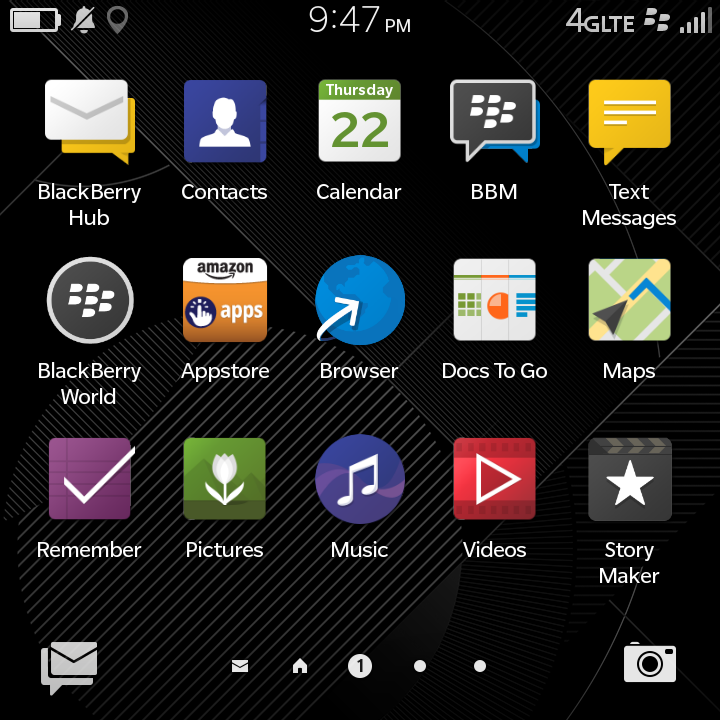 9:47 PM 4GLTE
Thursday
22
BlackBerry
Hub
Contacts
Calendar
BBM
Text
Messages
amazon
apps
BlackBerry
World
Appstore
Browser
Docs To Go
Maps
Remember
Pictures
Music
Videos
Story
Maker
1